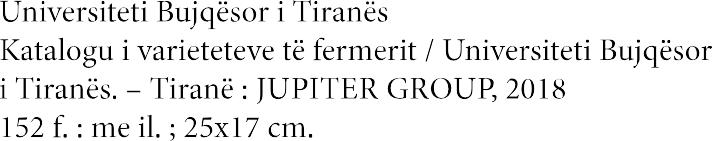 Universiteti Bujqësor i Tiranës
Katalogu i varieteteve të fermerit / Universiteti Bujqësor
i Tiranës. – Tiranë : JUPITER GROUP, 2018
152 f. : me il. ; 25x17 cm.